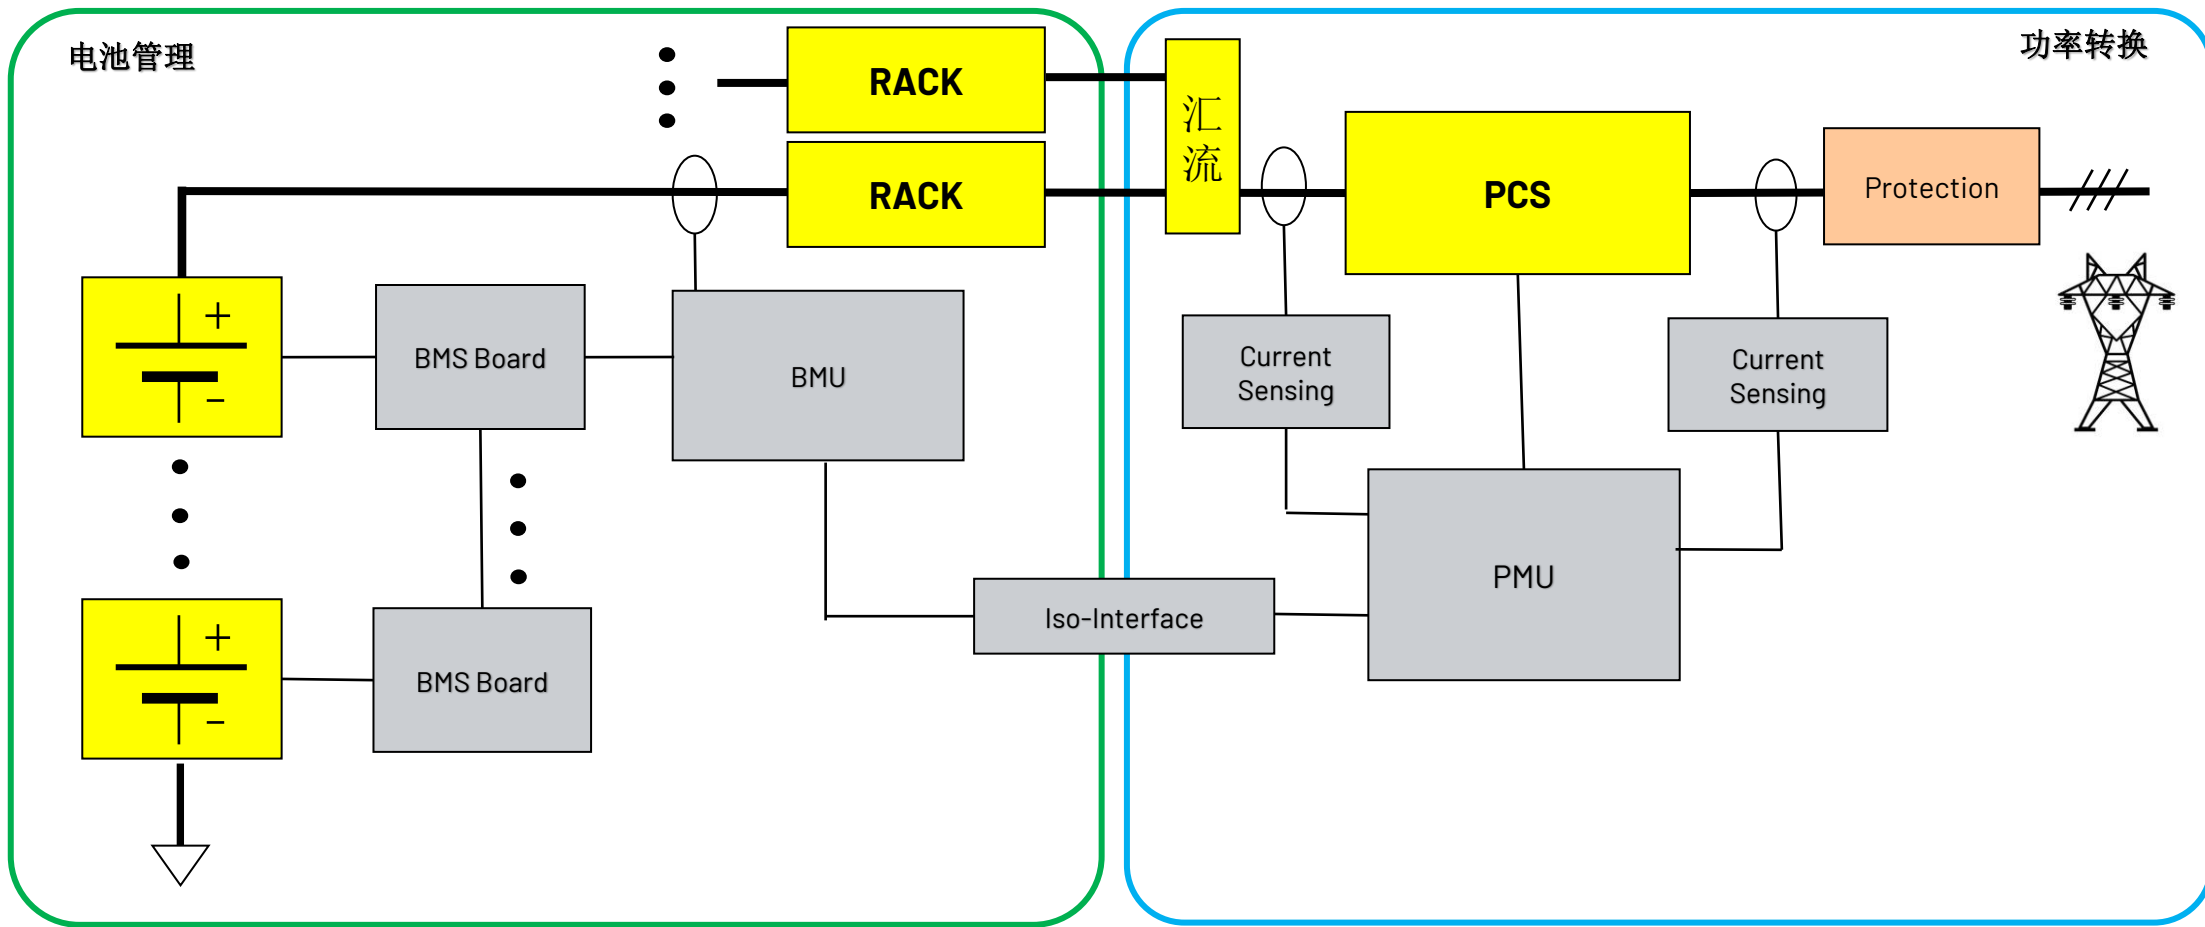 电池管理
功率转换
RACK
RACK
汇
流
PCS
Protection
+
-
BMS Board
BMU
Current
Sensing
Current
Sensing
PMU
Iso-Interface
+
-
BMS Board